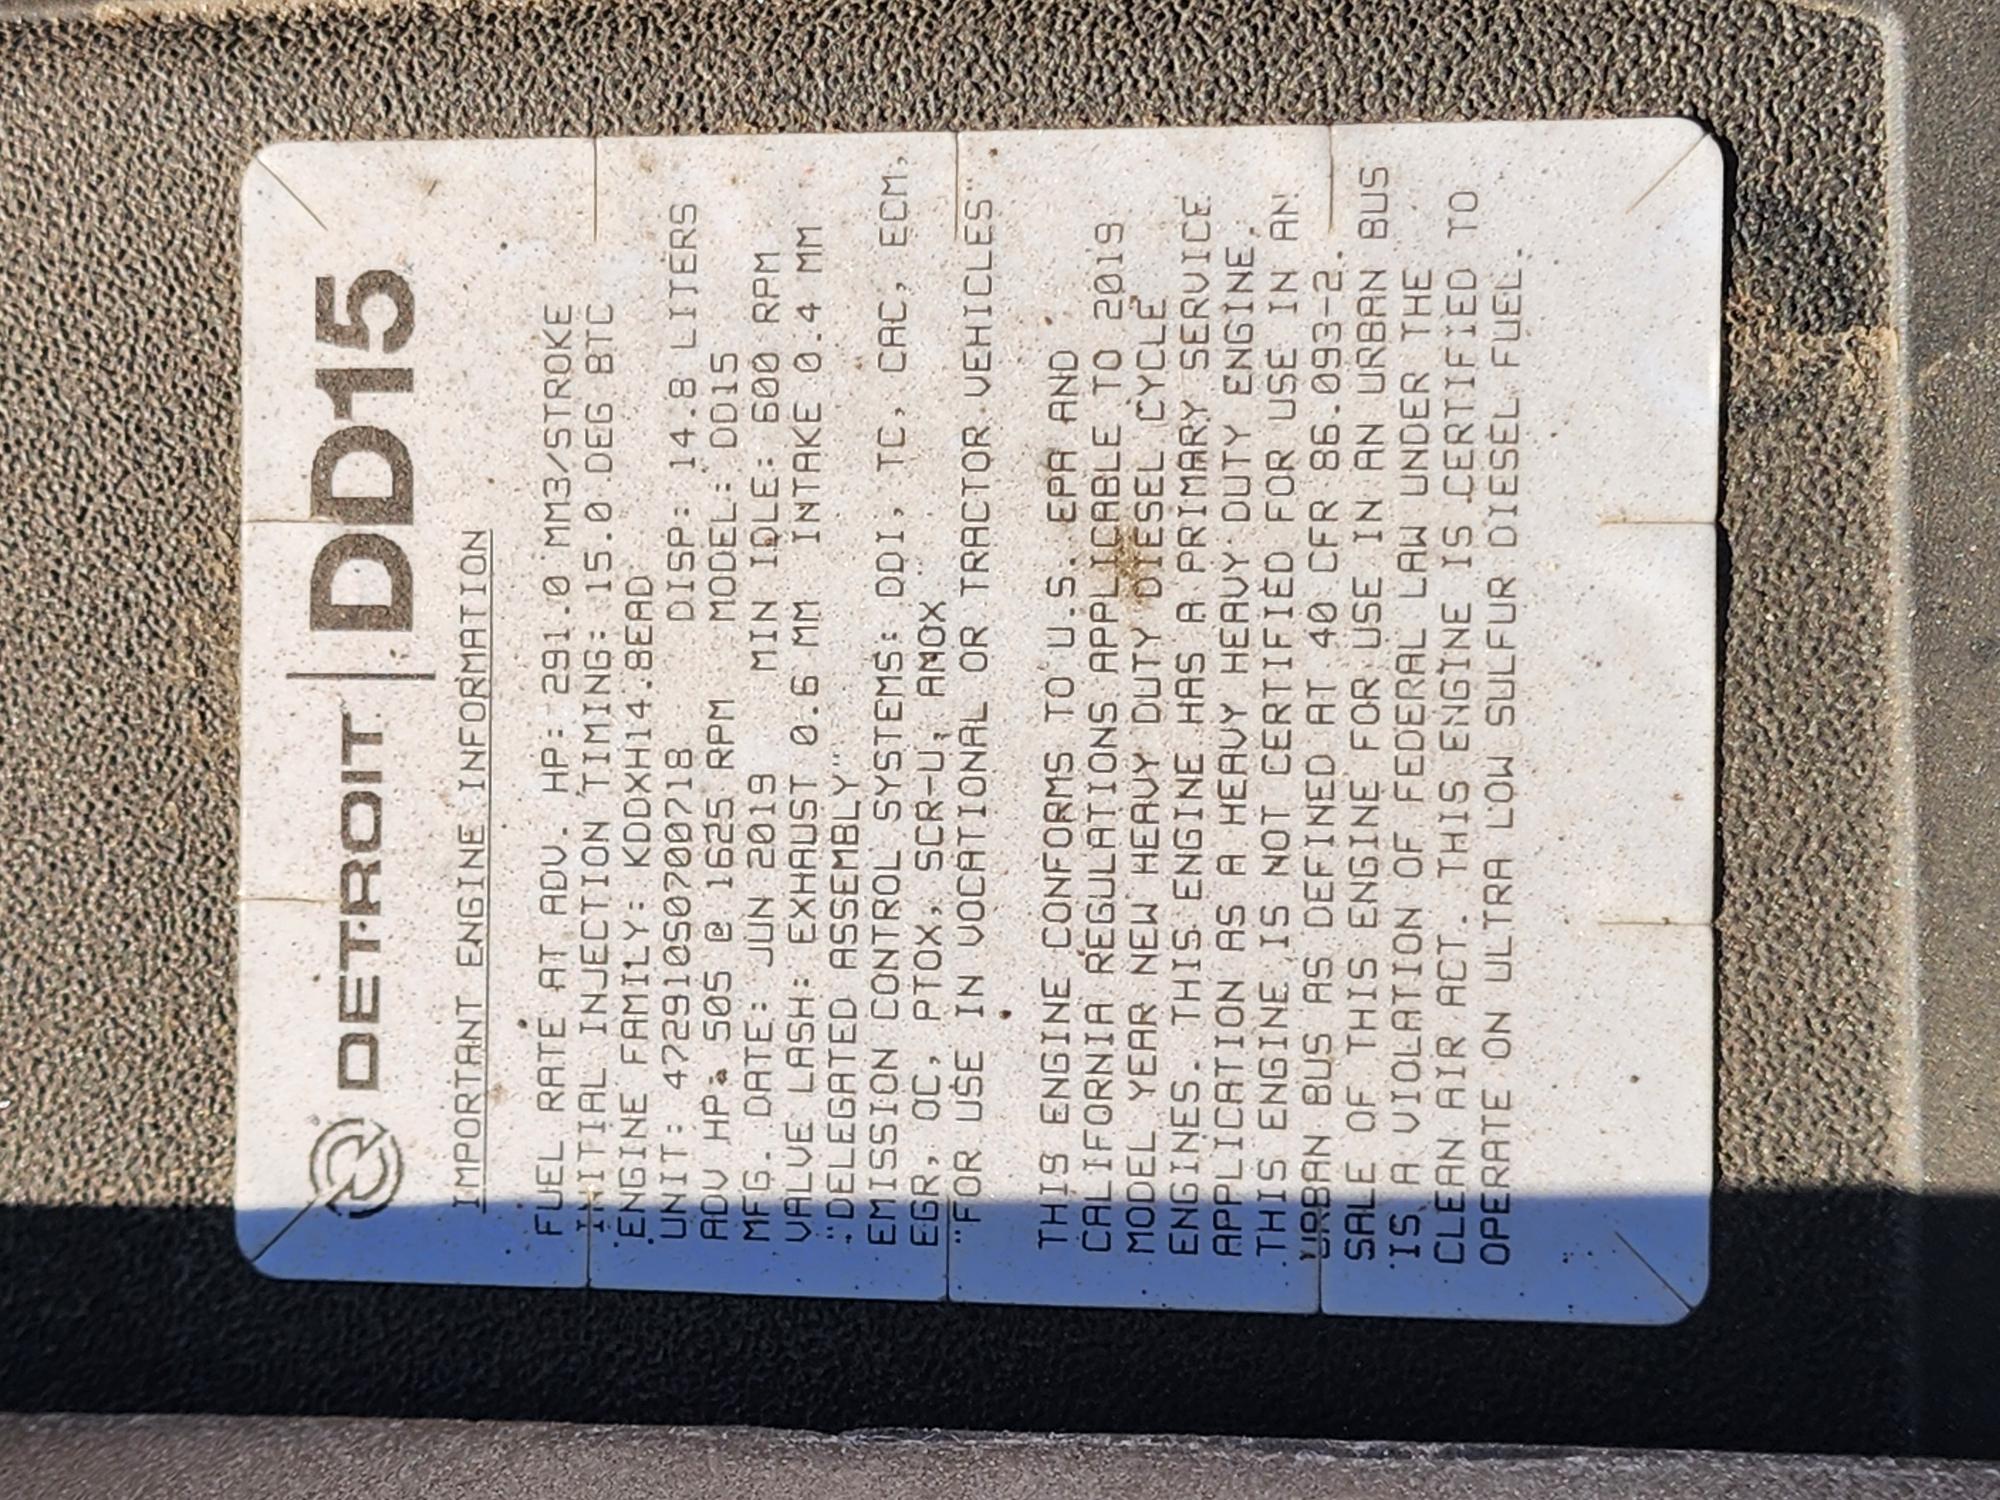 DETROIT DD15
IMPORTANT ENGINE INFORMATION
FUEL RATE AT ADV. HP: 291.0 MM3/STROKE
INITIAL INJECTION TIMING: 15.0 DEG BTC
ENGINE FAMILY: KDDXH14.8EAD
UNIT: 472910S0700718 DISP: 14.8 LITERS
ADV HP: 505 @ 1625 RPM MODEL: DD15
MFG. DATE: JUN 2019 MIN IDLE: 600 RPM
VALVE LASH: EXHAUST 0.6 MM INTAKE 0.4 MM
"DELEGATED ASSEMBLY"
EMISSION CONTROL SYSTEMS: DDI, TC, CAC, ECM,
EGR, OC, PTOX, SCR-U, AMOX
"FOR USE IN VOCATIONAL OR TRACTOR VEHICLES"
THIS ENGINE CONFORMS TO U.S. EPA AND
CALIFORNIA REGULATIONS APPLICABLE TO 2019
MODEL YEAR NEW HEAVY DUTY DIESEL CYCLE
ENGINES. THIS ENGINE HAS A PRIMARY SERVICE
APPLICATION AS A HEAVY HEAVY DUTY ENGINE.
THIS ENGINE IS NOT CERTIFIED FOR USE IN AN
URBAN BUS AS DEFINED AT 40 CFR 86.093-2.
SALE OF THIS ENGINE FOR USE IN AN URBAN BUS
IS A VIOLATION OF FEDERAL LAW UNDER THE
CLEAN AIR ACT. THIS ENGINE IS CERTIFIED TO
OPERATE ON ULTRA LOW SULFUR DIESEL FUEL.